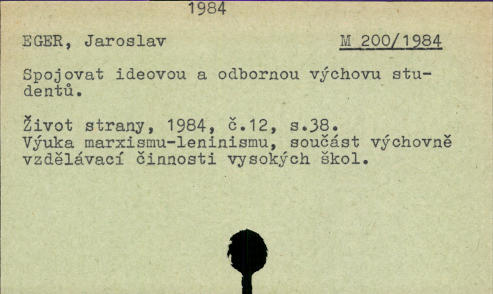 1984
EGER, Jaroslav M 200/1984
Spojovat ideovou a odbornou výchovu stu-
dentů.
Život strany, 1984, č.12, s.38.
Výuka marxismu-leninismu, součást výchovně
vzdělávací činnosti vysokých škol.